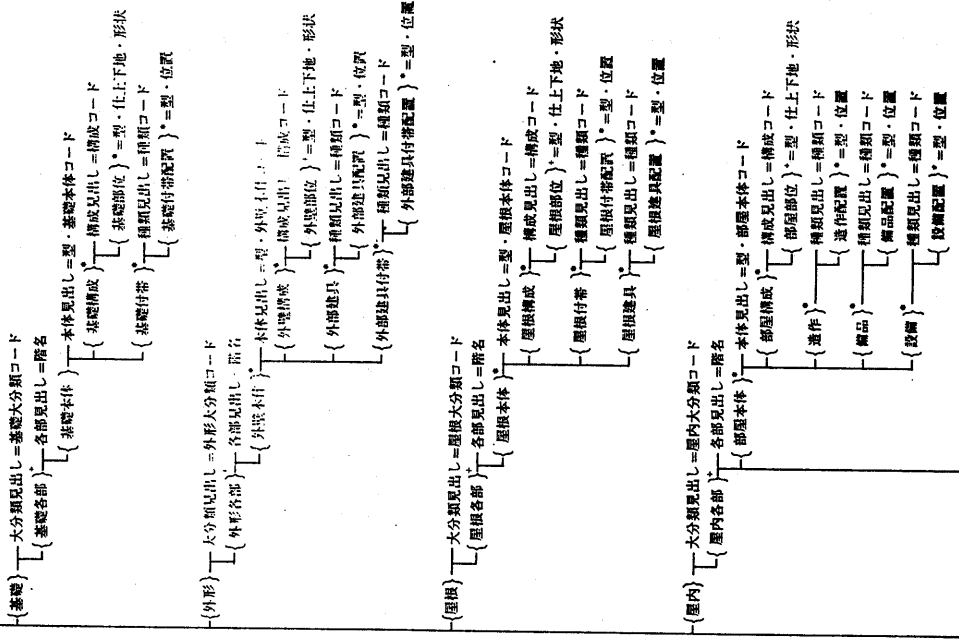 {基礎} 大分類見出し=基礎大分類コード
{基礎各部}+ 各部見出し=階名
{基礎本体}* 本体見出し=型・基礎本体コード
{基礎構成}* 構成見出し=構成コード
{基礎部位}*=型・仕上下地・形状
{基礎付帯}* 種類見出し=種類コード
{基礎付帯配置}*=型・位置
{外形} 大分類見出し=外形大分類コード
{外形各部}+ 各部見出し=階名
{外壁本体}* 本体見出し=型・外壁本体コード
{外壁構成}* 構成見出し=構成コード
{外壁部位}+=型・仕上下地・形状
{外部建具}* 種類見出し=種類コード
{外部建具配置}*=型・位置
{外部建具付帯}* 種類見出し=種類コード
{外部建具付帯配置}*=型・位置
{屋根} 大分類見出し=屋根大分類コード
{屋根各部}+ 各部見出し=階名
{屋根本体}* 本体見出し=型・屋根本体コード
{屋根構成}* 構成見出し=構成コード
{屋根部位}+=型・仕上下地・形状
{屋根付帯}* 種類見出し=種類コード
{屋根付帯配置}*=型・位置
{屋根建具}* 種類見出し=種類コード
{屋根建具配置}*=型・位置
{屋内} 大分類見出し=屋内大分類コード
{屋内各部}+ 各部見出し=階名
{部屋本体}* 本体見出し=型・部屋本体コード
{部屋構成}* 構成見出し=構成コード
{部屋部位}+=型・仕上下地・形状
{造作}* 種類見出し=種類コード
造作配置}*=型・位置
{備品}* 種類見出し=種類コード
{備品配置}*=型・位置
{設備}* 種類見出し=種類コード
{設備配置}*=型・位置